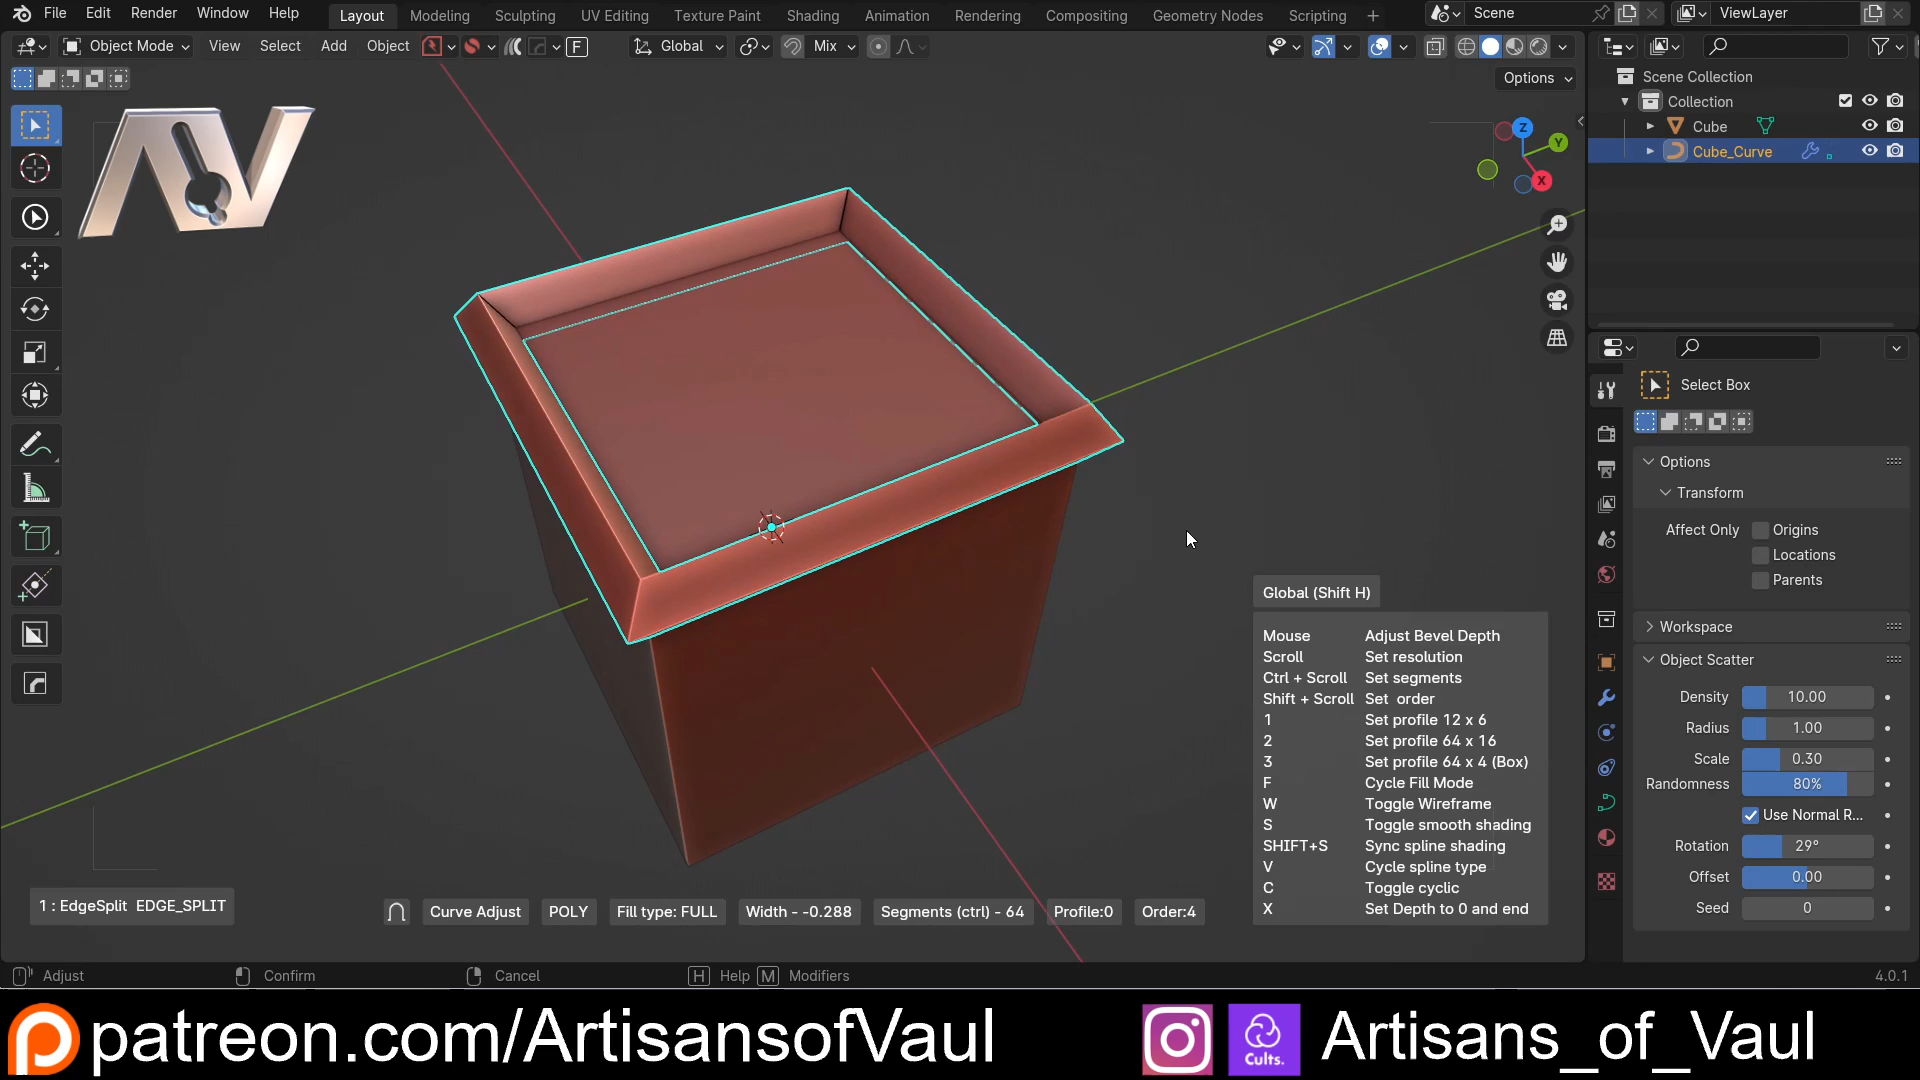 File Edit Render Window Help Layout Modeling Sculpting UV Editing Texture Paint Shading Animation Rendering Compositing Geometry Nodes Scripting + Scene ViewLayer
Object Mode View Select Add Object F Global Mix
Options
Scene Collection
Collection
Cube
Cube_Curve
Z
Y
X
Select Box
Options
Transform
Affect Only Origins
Locations
Parents
Workspace
Object Scatter
Density 10.00
Radius 1.00
Scale 0.30
Randomness 80%
Use Normal R...
Rotation 29°
Offset 0.00
Seed 0
Global (Shift H)
Mouse Adjust Bevel Depth
Scroll Set resolution
Ctrl + Scroll Set segments
Shift + Scroll Set order
1 Set profile 12 x 6
2 Set profile 64 x 16
3 Set profile 64 x 4 (Box)
F Cycle Fill Mode
W Toggle Wireframe
S Toggle smooth shading
SHIFT+S Sync spline shading
V Cycle spline type
C Toggle cyclic
X Set Depth to 0 and end
1 : EdgeSplit EDGE_SPLIT
Curve Adjust POLY Fill type: FULL Width - -0.288 Segments (ctrl) - 64 Profile:0 Order:4
Adjust Confirm Cancel H Help M Modifiers 4.0.1
patreon.com/ArtisansofVaul Cults. Artisans_of_Vaul